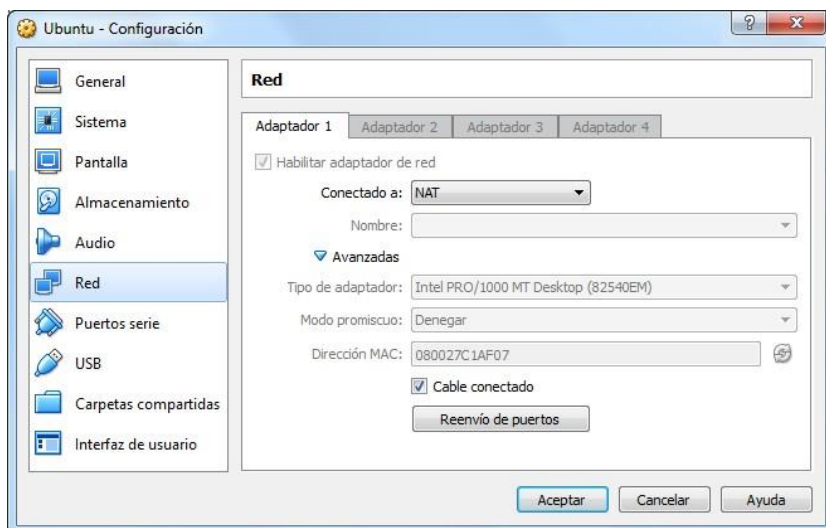 Ubuntu - Configuración
General
Sistema
Pantalla
Almacenamiento
Audio
Red
Puertos serie
USB
Carpetas compartidas
Interfaz de usuario
Red
Adaptador 1 Adaptador 2 Adaptador 3 Adaptador 4
Habilitar adaptador de red
Conectado a: NAT
Nombre:
Avanzadas
Tipo de adaptador: Intel PRO/1000 MT Desktop (82540EM)
Modo promiscuo: Denegar
Dirección MAC: 080027C1AF07
Cable conectado
Reenvío de puertos
Aceptar Cancelar Ayuda